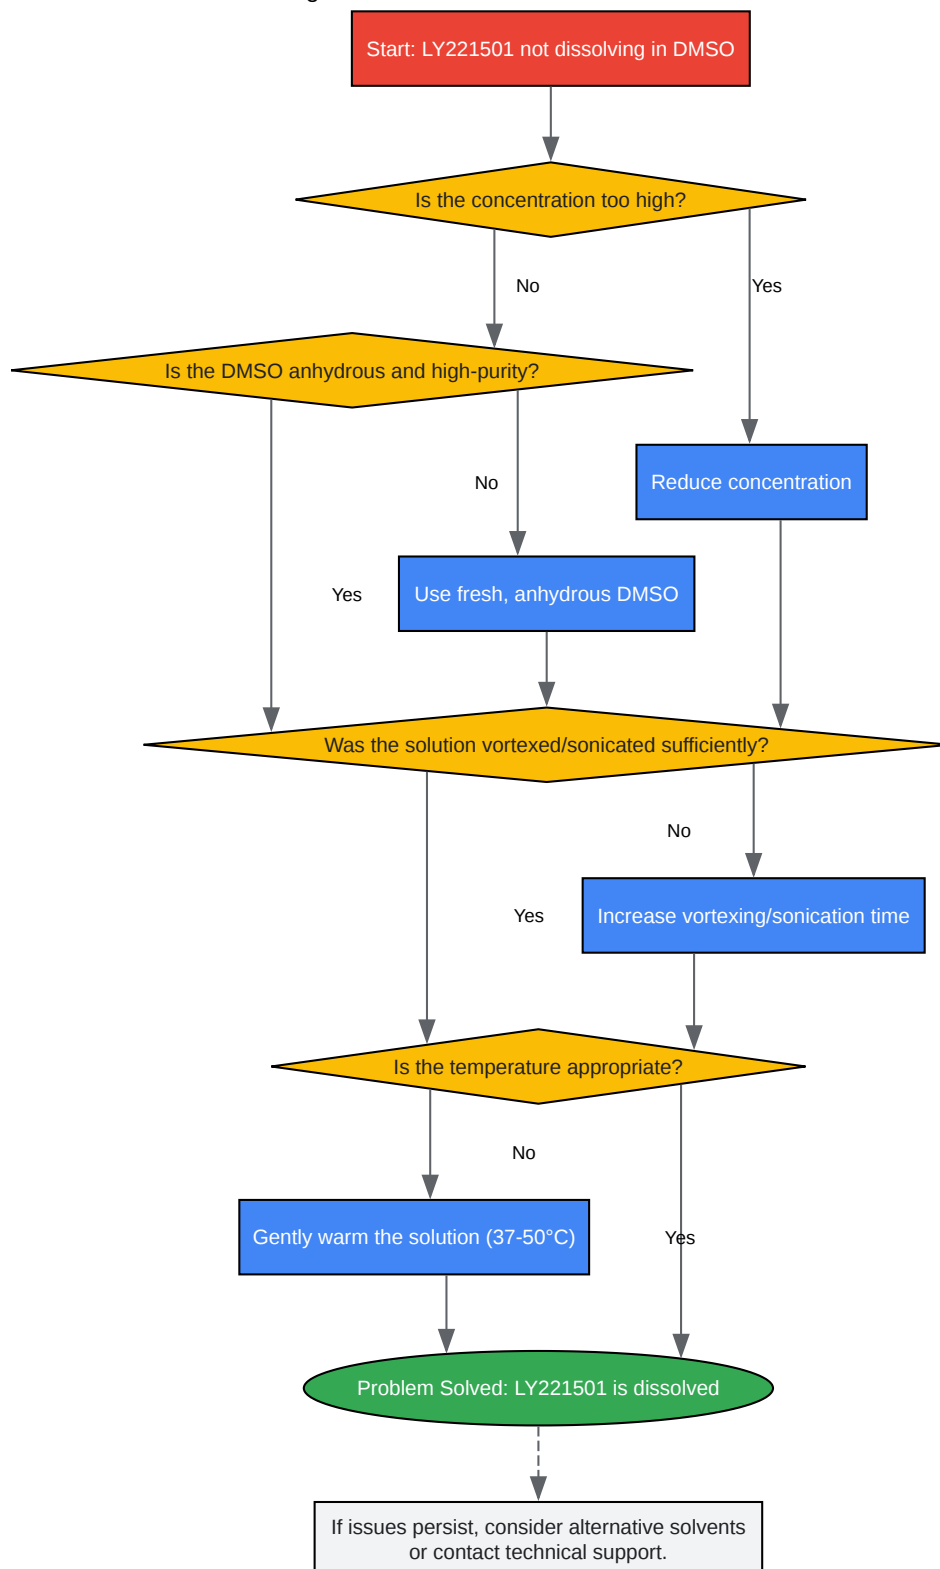 Start: LY221501 not dissolving in DMSO
Is the concentration too high?
No
Yes
Is the DMSO anhydrous and high-purity?
No
Reduce concentration
Yes
Use fresh, anhydrous DMSO
Was the solution vortexed/sonicated sufficiently?
No
Yes
Increase vortexing/sonication time
Is the temperature appropriate?
No
Gently warm the solution (37-50°C)
Yes
Problem Solved: LY221501 is dissolved
If issues persist, consider alternative solvents
or contact technical support.